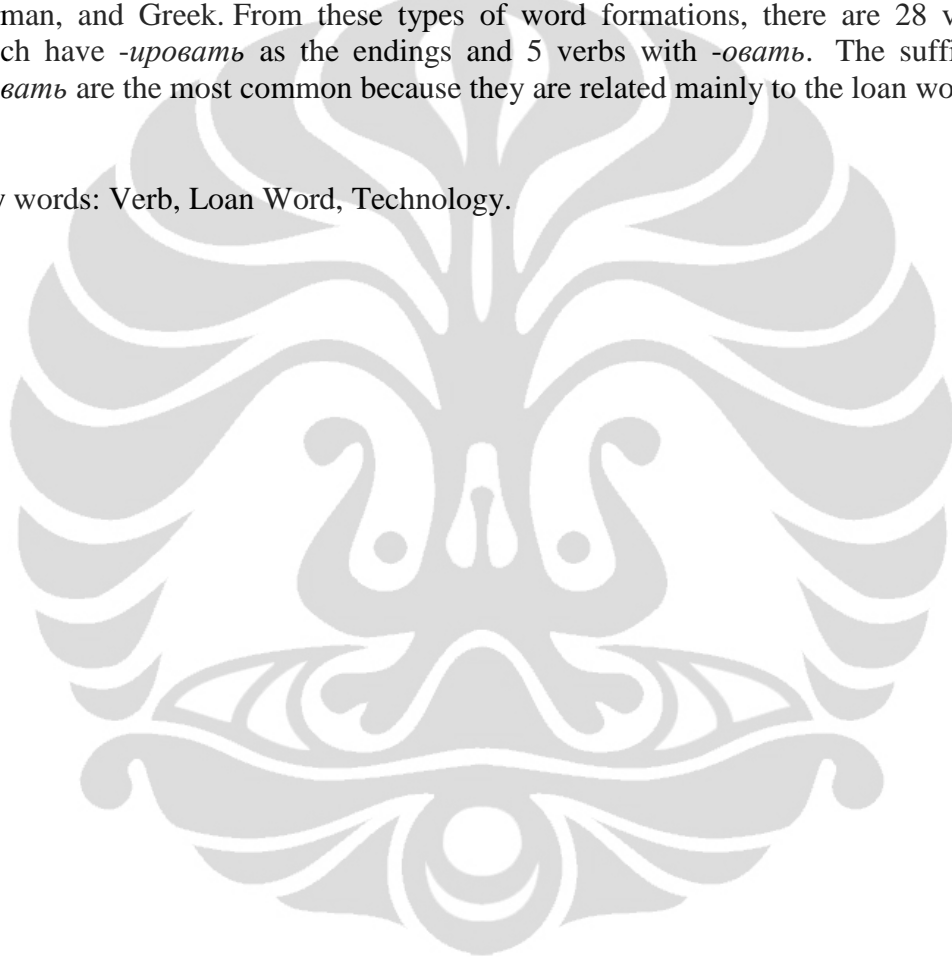 rman, and Greek. From these types of word formations, there are 28 v
ch have -ировать as the endings and 5 verbs with -овать. The suffi
вать are the most common because they are related mainly to the loan wo
words: Verb, Loan Word, Technology.